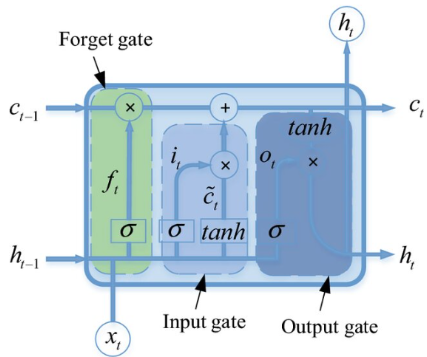 Forget gate
h_t
c_{t-1}
×
+
c_t
tanh
i_t
o_t
×
×
f_t
c̃_t
σ
σ
tanh
σ
h_{t-1}
h_t
x_t
Input gate
Output gate